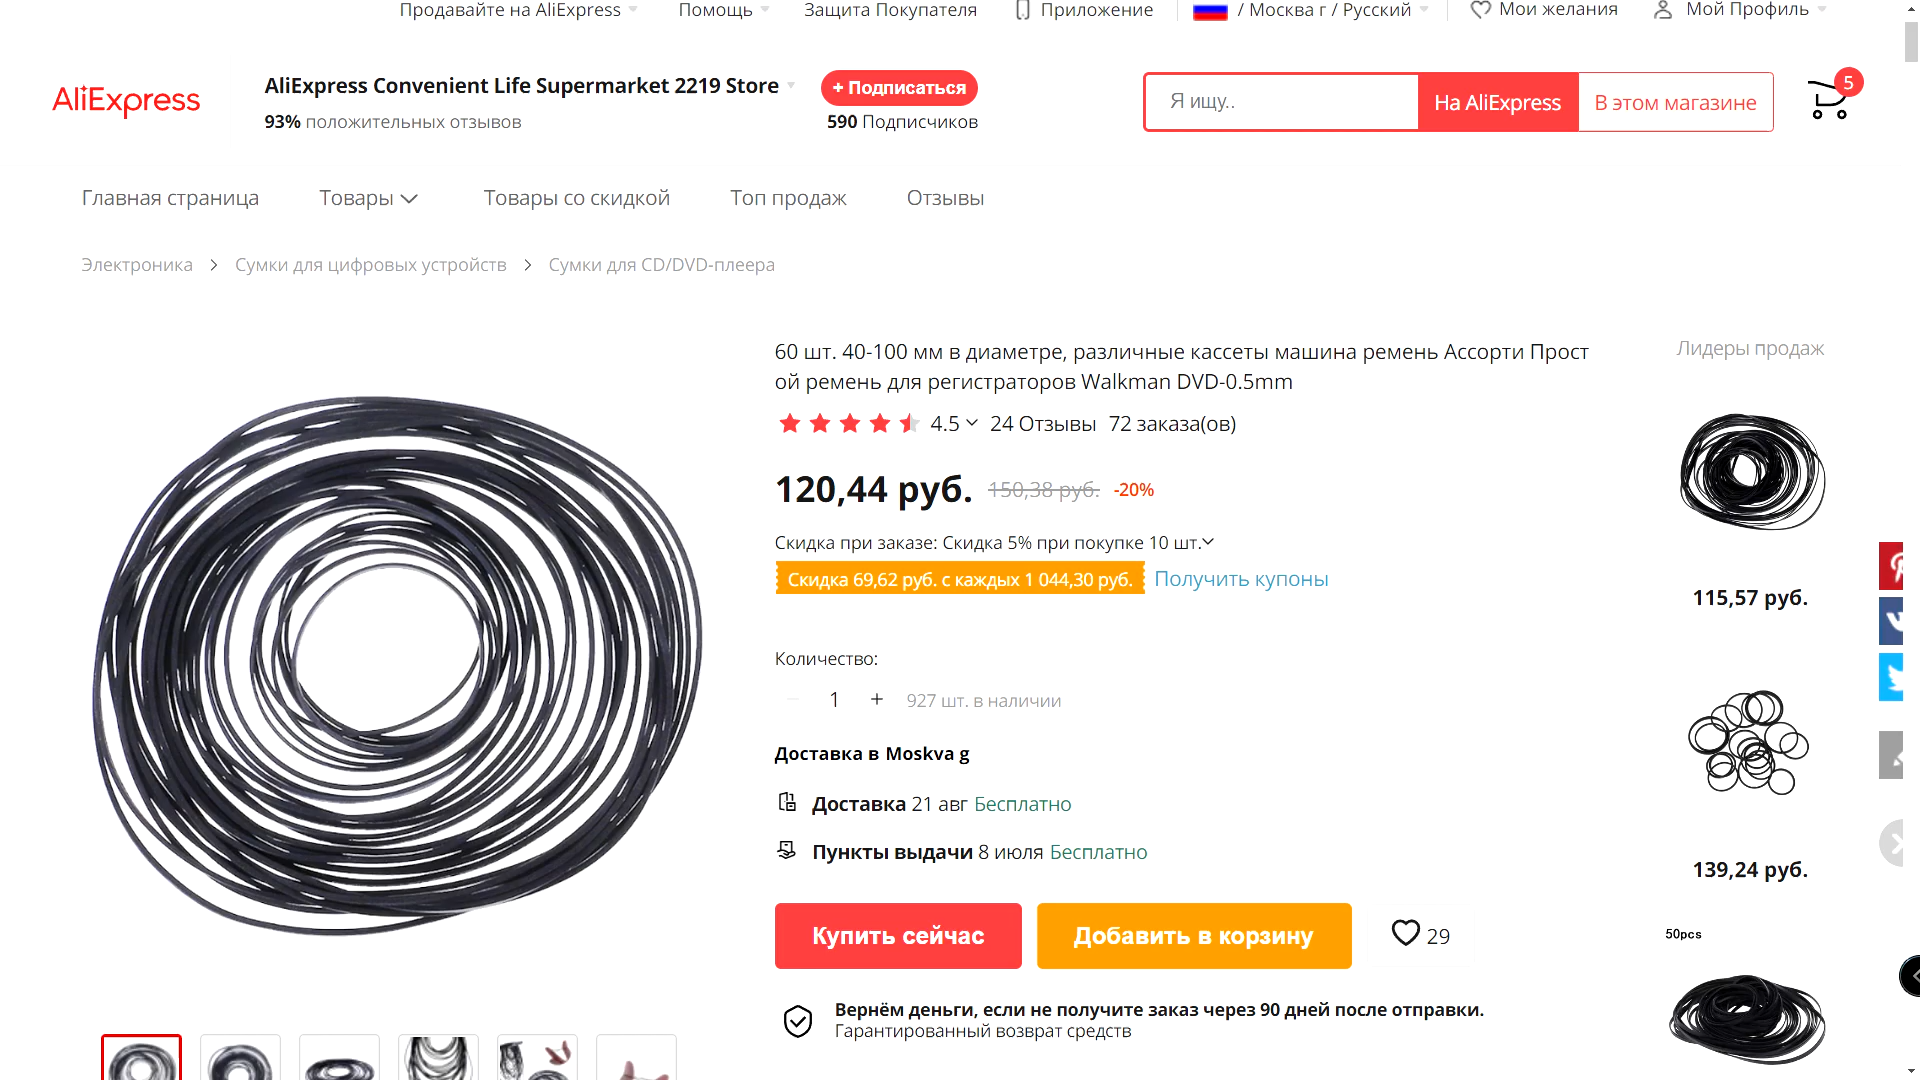 Продавайте на AliExpress
Помощь
Защита Покупателя
Приложение
/ Москва г / Русский
Мои желания
Мой Профиль
AliExpress
AliExpress Convenient Life Supermarket 2219 Store
93% положительных отзывов
+ Подписаться
590 Подписчиков
Я ищу..
На AliExpress
В этом магазине
5
Главная страница
Товары
Товары со скидкой
Топ продаж
Отзывы
Электроника
Сумки для цифровых устройств
Сумки для CD/DVD-плеера
60 шт. 40-100 мм в диаметре, различные кассеты машина ремень Ассорти Прост
ой ремень для регистраторов Walkman DVD-0.5mm
4.5 24 Отзывы 72 заказа(ов)
120,44 руб. 150,38 руб. -20%
Скидка при заказе: Скидка 5% при покупке 10 шт.
Скидка 69,62 руб. с каждых 1 044,30 руб. Получить купоны
Количество:
1 + 927 шт. в наличии
Доставка в Moskva g
Доставка 21 авг Бесплатно
Пункты выдачи 8 июля Бесплатно
Купить сейчас
Добавить в корзину
29
Вернём деньги, если не получите заказ через 90 дней после отправки.
Гарантированный возврат средств
Лидеры продаж
115,57 руб.
139,24 руб.
50pcs